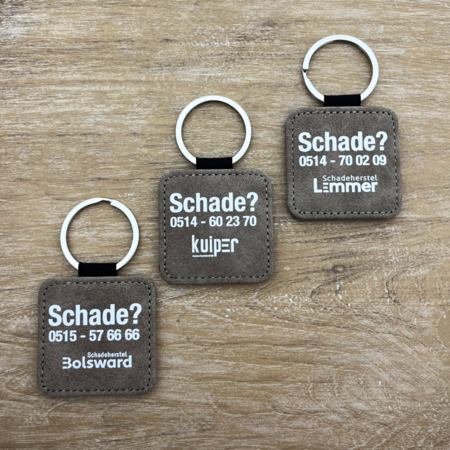 Schade?
0514 - 70 02 09
Schadeherstel
Lemmer
Schade?
0514 - 60 23 70
kuiper
Schade?
0515 - 57 66 66
Schadeherstel
Bolsward